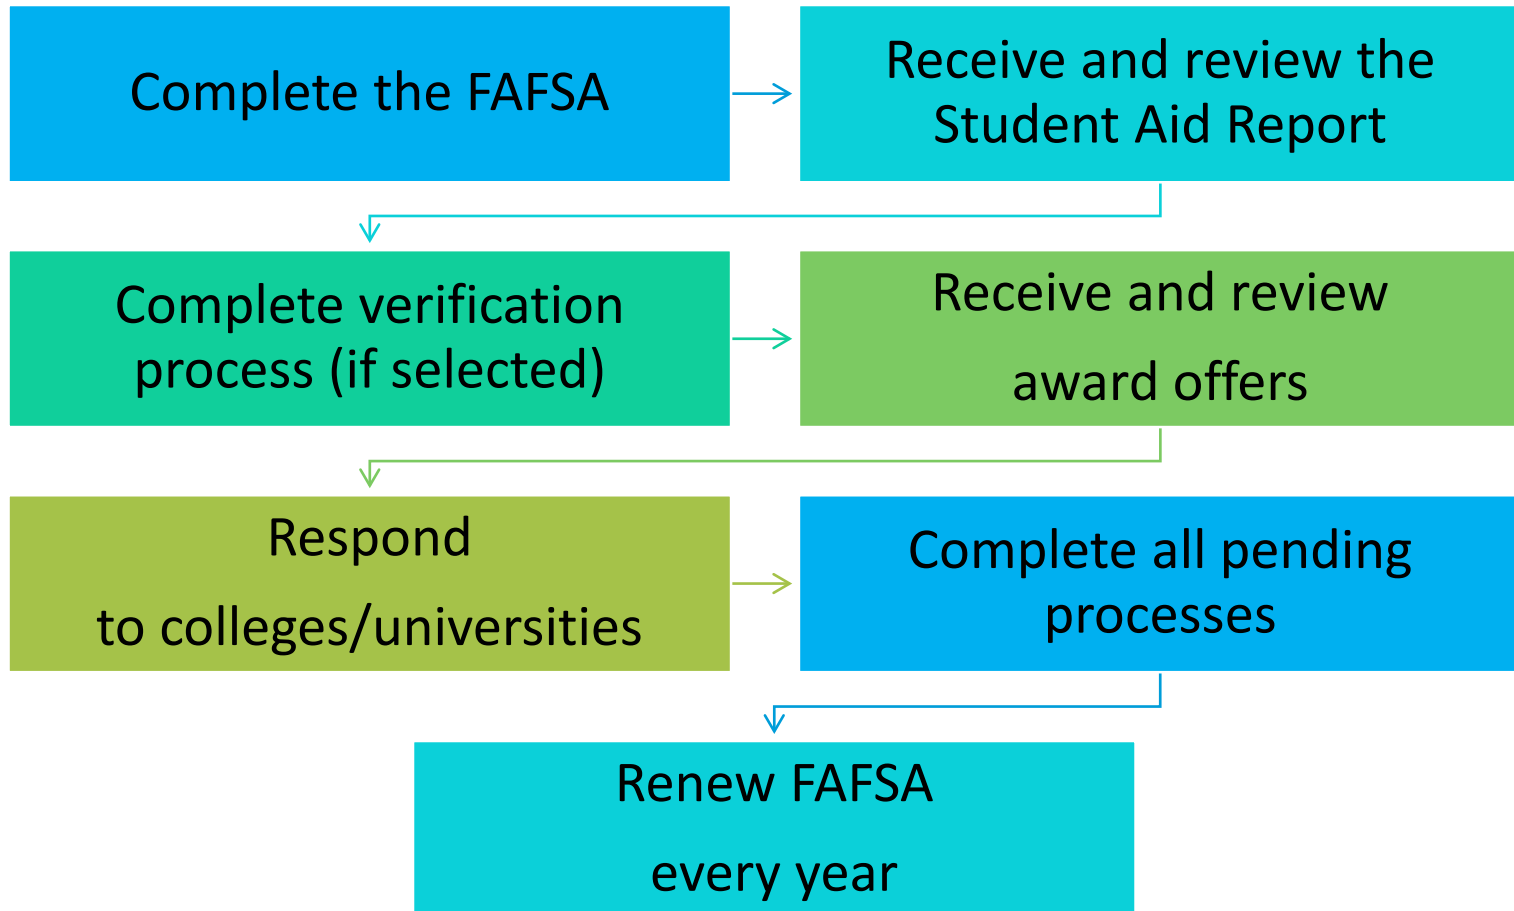 Complete the FAFSA
Receive and review the
Student Aid Report
Complete verification
process (if selected)
Receive and review
award offers
Respond
to colleges/universities
Complete all pending
processes
Renew FAFSA
every year